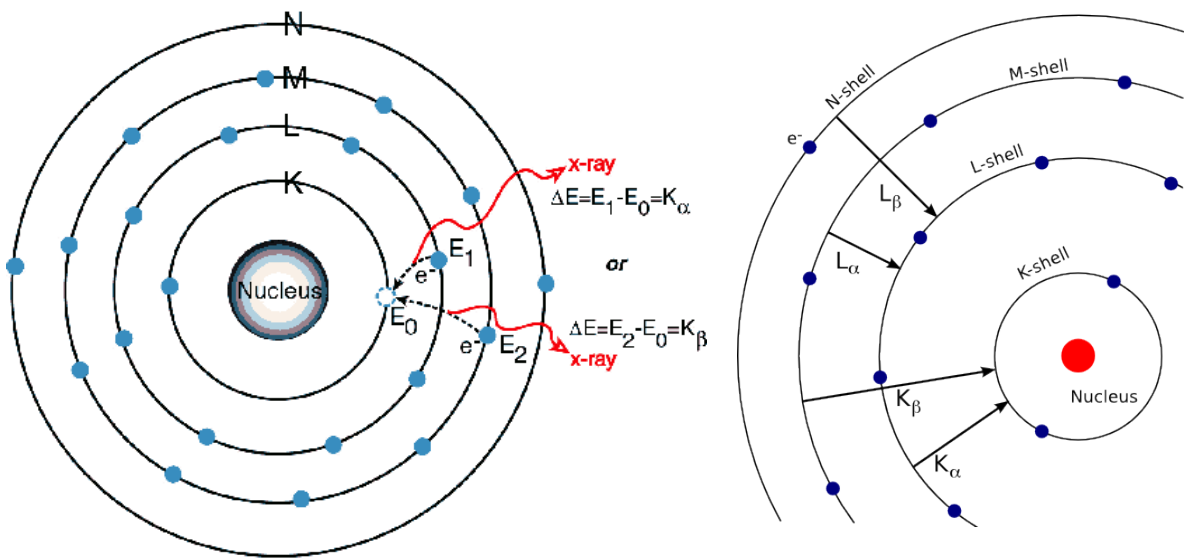 N
M
L
K
Nucleus
x-ray
ΔE=E₁-E₀=Kα
E₁
e⁻
or
E₀
ΔE=E₂-E₀=Kβ
e⁻
E₂
x-ray
N-shell
M-shell
e⁻
L-shell
Lβ
Lα
K-shell
Kβ
Nucleus
Kα